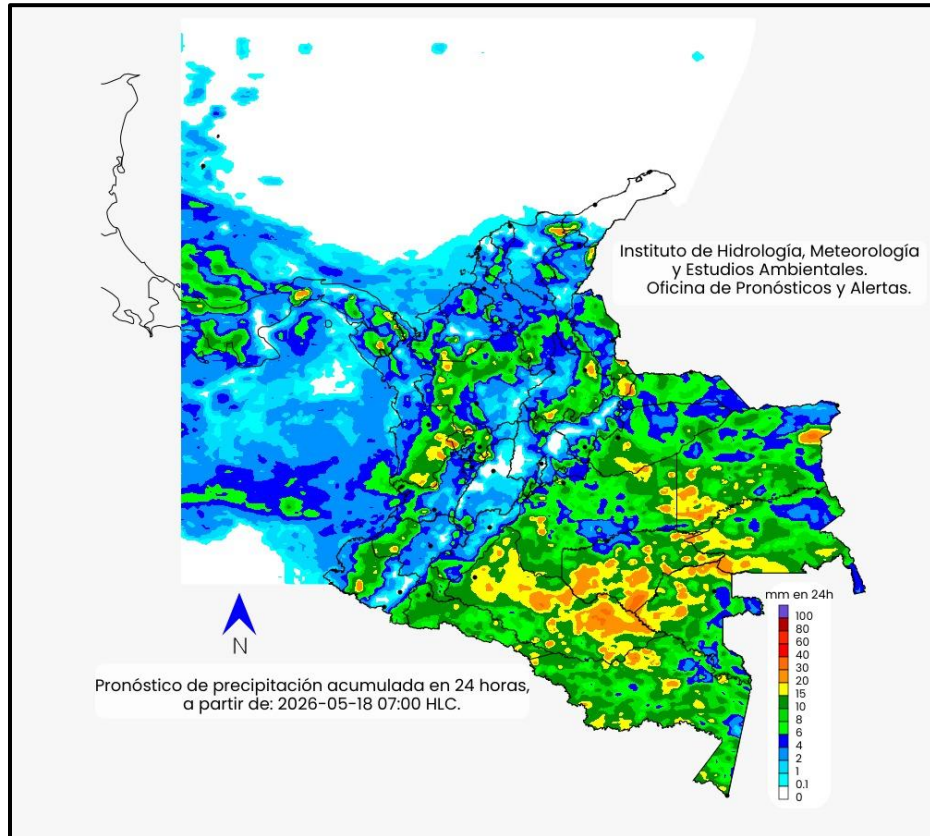 Instituto de Hidrología, Meteorología
y Estudios Ambientales.
Oficina de Pronósticos y Alertas.
N
Pronóstico de precipitación acumulada en 24 horas,
a partir de: 2026-05-18 07:00 HLC.
mm en 24h
100
80
60
40
30
20
15
10
8
6
4
2
1
0.1
0